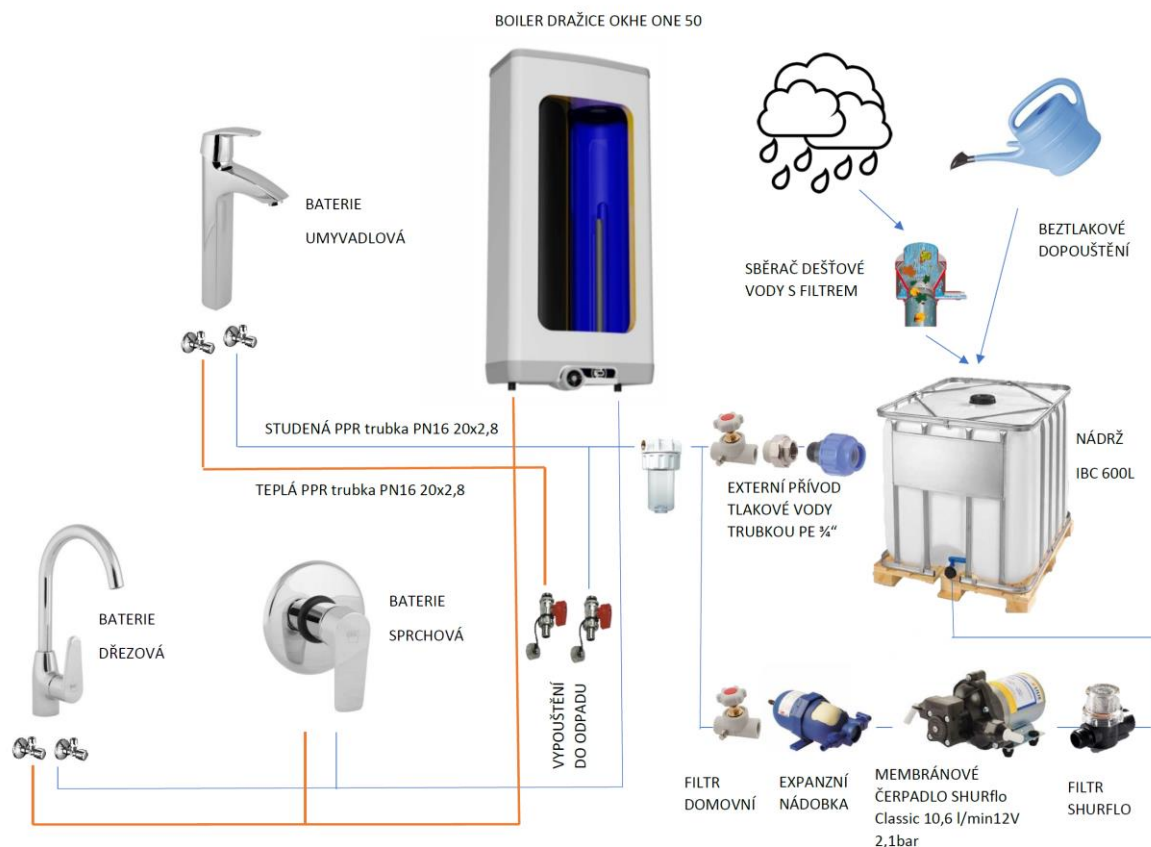 BOILER DRAŽICE OKHE ONE 50
BATERIE
UMYVADLOVÁ
SBĚRAČ DEŠŤOVÉ
VODY S FILTREM
BEZTLAKOVÉ
DOPOUŠTĚNÍ
STUDENÁ PPR trubka PN16 20x2,8
TEPLÁ PPR trubka PN16 20x2,8
EXTERNÍ PŘÍVOD
TLAKOVÉ VODY
TRUBKOU PE ¾“
NÁDRŽ
IBC 600L
BATERIE
DŘEZOVÁ
BATERIE
SPRCHOVÁ
VYPOUŠTĚNÍ
DO ODPADU
FILTR
DOMOVNÍ
EXPANZNÍ
NÁDOBKA
MEMBRÁNOVÉ
ČERPADLO SHURflo
Classic 10,6 l/min12V
2,1bar
FILTR
SHURFLO